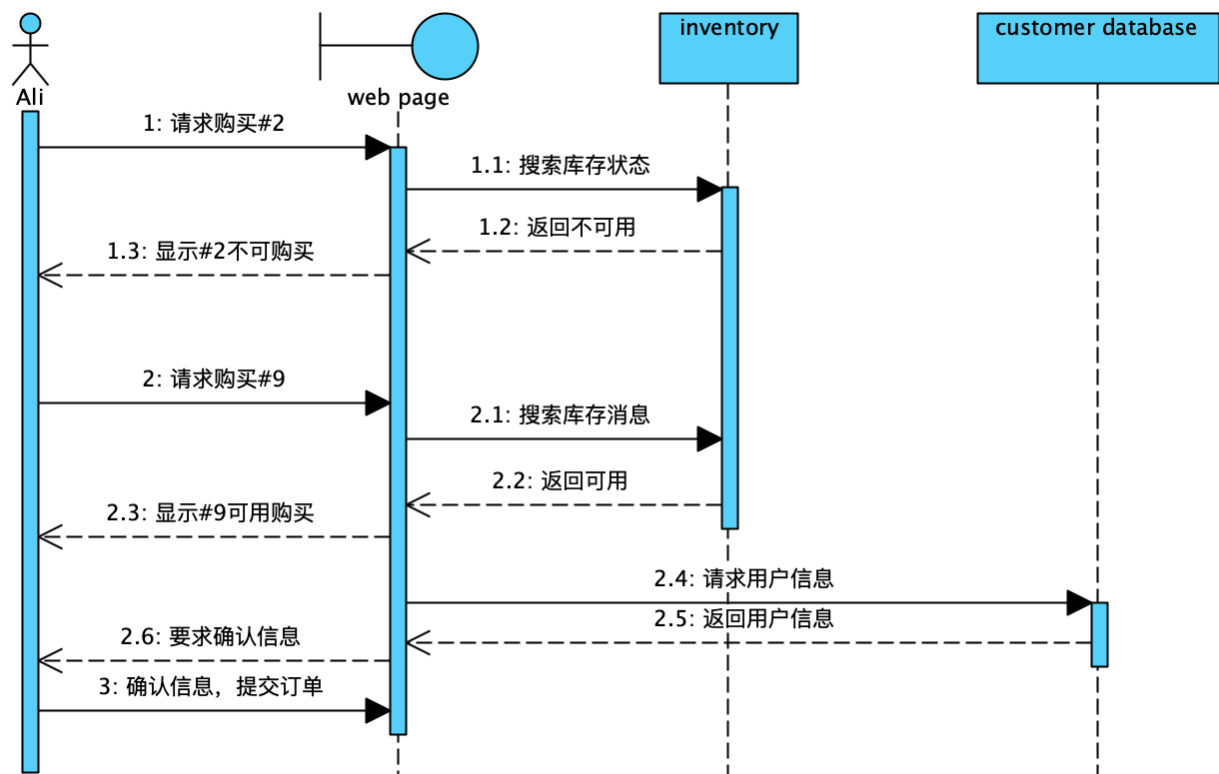 inventory
customer database
Ali
web page
1: 请求购买#2
1.1: 搜索库存状态
1.2: 返回不可用
1.3: 显示#2不可购买
2: 请求购买#9
2.1: 搜索库存消息
2.2: 返回可用
2.3: 显示#9可用购买
2.4: 请求用户信息
2.5: 返回用户信息
2.6: 要求确认信息
3: 确认信息，提交订单